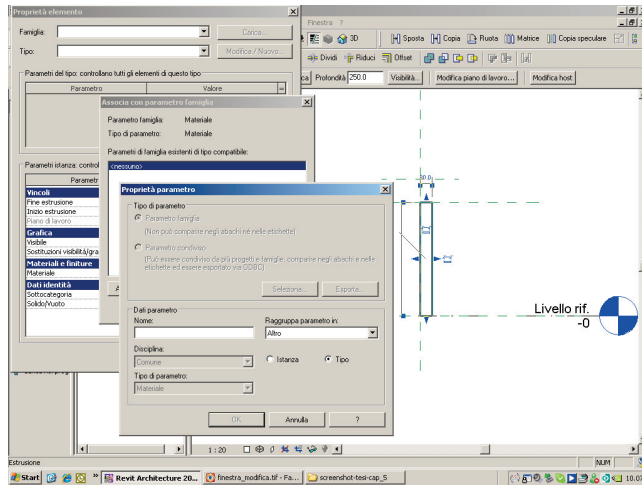 Proprietà elemento
Famiglia:
Carica...
Tipo:
Modifica / Nuovo...
Parametri del tipo: controllano tutti gli elementi di questo tipo
Parametro Valore
Finestra ?
3D Sposta Copia Ruota Matrice Copia speculare
Dividi Riduci Offset
Profondità 250.0 Visibilità... Modifica piano di lavoro... Modifica host
Associa con parametro famiglia
Parametro famiglia: Materiale
Tipo di parametro: Materiale
Parametri di famiglia esistenti di tipo compatibile:
<nessuno>
Parametri istanza: control
Parametr
Vincoli
Fine estrusione
Inizio estrusione
Piano di lavoro
Grafica
Visibile
Sostituzioni visibilità/gra
Materiali e finiture
Materiale
Dati identità
Sottocategoria
Solido/Vuoto
Proprietà parametro
Tipo di parametro
Parametro famiglia
(Non può comparire negli abachi né nelle etichette)
Parametro condiviso
(Può essere condiviso da più progetti e famiglie, comparire negli abachi e nelle
etichette ed essere esportato via ODBC)
Seleziona... Esporta...
Dati parametro
Nome:
Raggruppa parametro in:
Altro
Disciplina:
Comune
Istanza Tipo
Tipo di parametro:
Materiale
OK Annulla ?
30.0
Livello rif.
-0
1 : 20
Estrusione
NUM
Start
Revit Architecture 20...
finestra_modifica.tif - Fa...
screenshot-tesi-cap_5